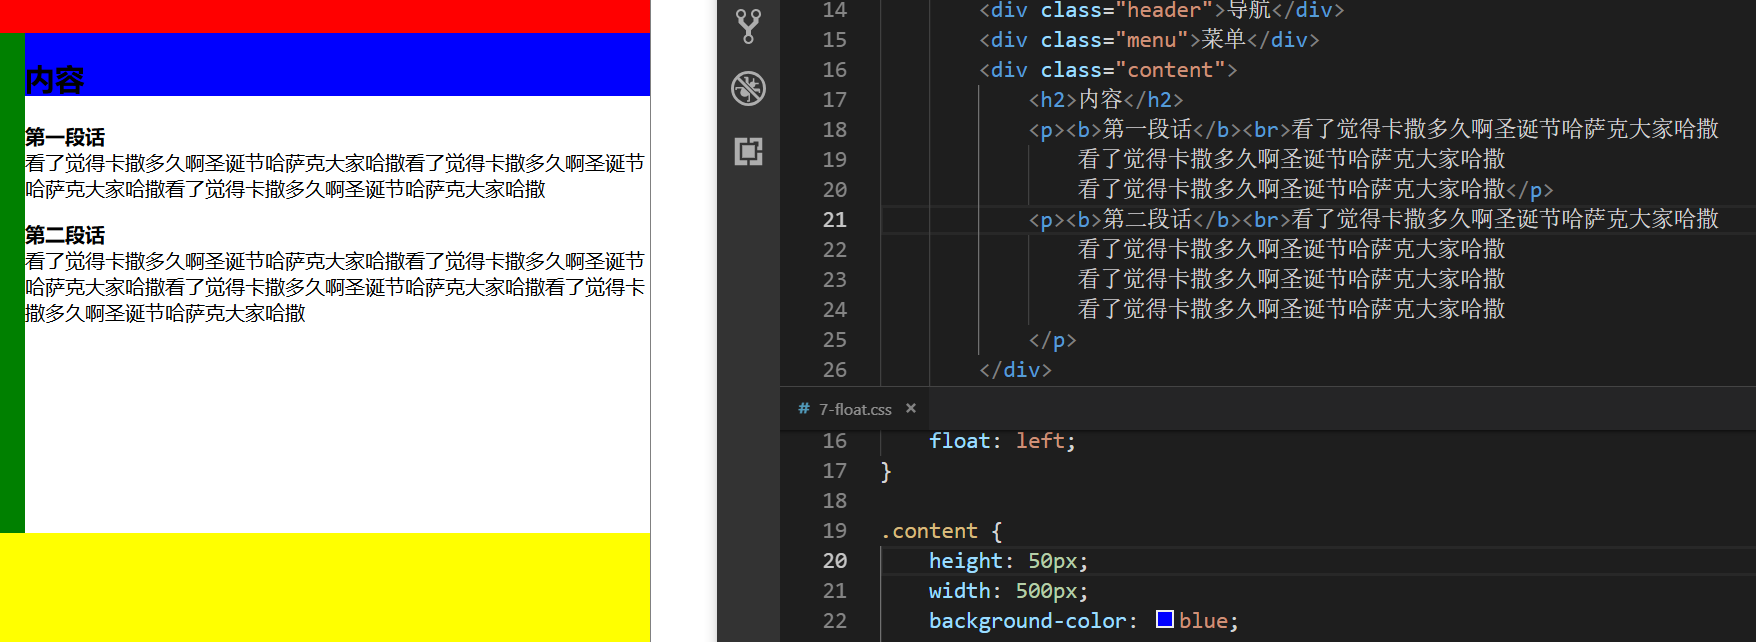 内容
第一段话
看了觉得卡撒多久啊圣诞节哈萨克大家哈撒看了觉得卡撒多久啊圣诞节
哈萨克大家哈撒看了觉得卡撒多久啊圣诞节哈萨克大家哈撒
第二段话
看了觉得卡撒多久啊圣诞节哈萨克大家哈撒看了觉得卡撒多久啊圣诞节
哈萨克大家哈撒看了觉得卡撒多久啊圣诞节哈萨克大家哈撒看了觉得卡
撒多久啊圣诞节哈萨克大家哈撒
14 <div class="header">导航</div>
15 <div class="menu">菜单</div>
16 <div class="content">
17 <h2>内容</h2>
18 <p><b>第一段话</b><br>看了觉得卡撒多久啊圣诞节哈萨克大家哈撒
19 看了觉得卡撒多久啊圣诞节哈萨克大家哈撒
20 看了觉得卡撒多久啊圣诞节哈萨克大家哈撒</p>
21 <p><b>第二段话</b><br>看了觉得卡撒多久啊圣诞节哈萨克大家哈撒
22 看了觉得卡撒多久啊圣诞节哈萨克大家哈撒
23 看了觉得卡撒多久啊圣诞节哈萨克大家哈撒
24 看了觉得卡撒多久啊圣诞节哈萨克大家哈撒
25 </p>
26 </div>
# 7-float.css ×
16 float: left;
17 }
18
19 .content {
20 height: 50px;
21 width: 500px;
22 background-color: blue;